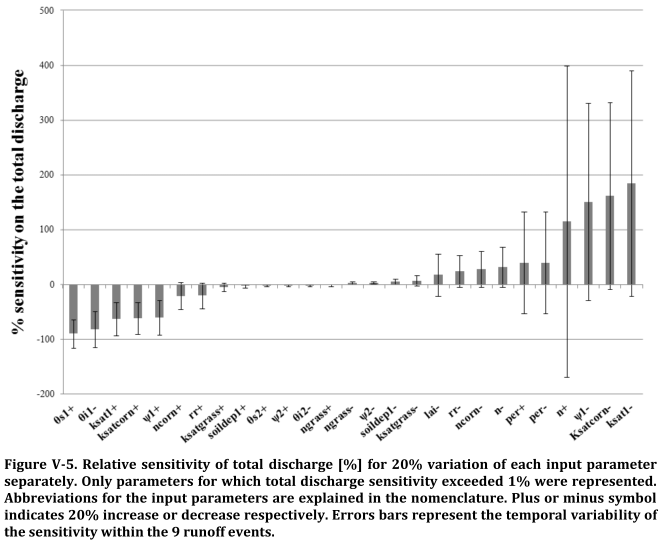 500
400
300
200
100
0
-100
-200
% sensitivity on the total discharge
θs1+
θi1-
ksat1+
ksatcorn+
ψ1+
ncorn+
rr+
ksatgrass+
soildep1+
θs2+
ψ2+
θi2-
ngrass+
ngrass-
ψ2-
soildep1-
ksatgrass-
lai-
rr-
ncorn-
n-
per+
per-
n+
ψ1-
Ksatcorn-
ksat1-
Figure V-5. Relative sensitivity of total discharge [%] for 20% variation of each input parameter
separately. Only parameters for which total discharge sensitivity exceeded 1% were represented.
Abbreviations for the input parameters are explained in the nomenclature. Plus or minus symbol
indicates 20% increase or decrease respectively. Errors bars represent the temporal variability of
the sensitivity within the 9 runoff events.